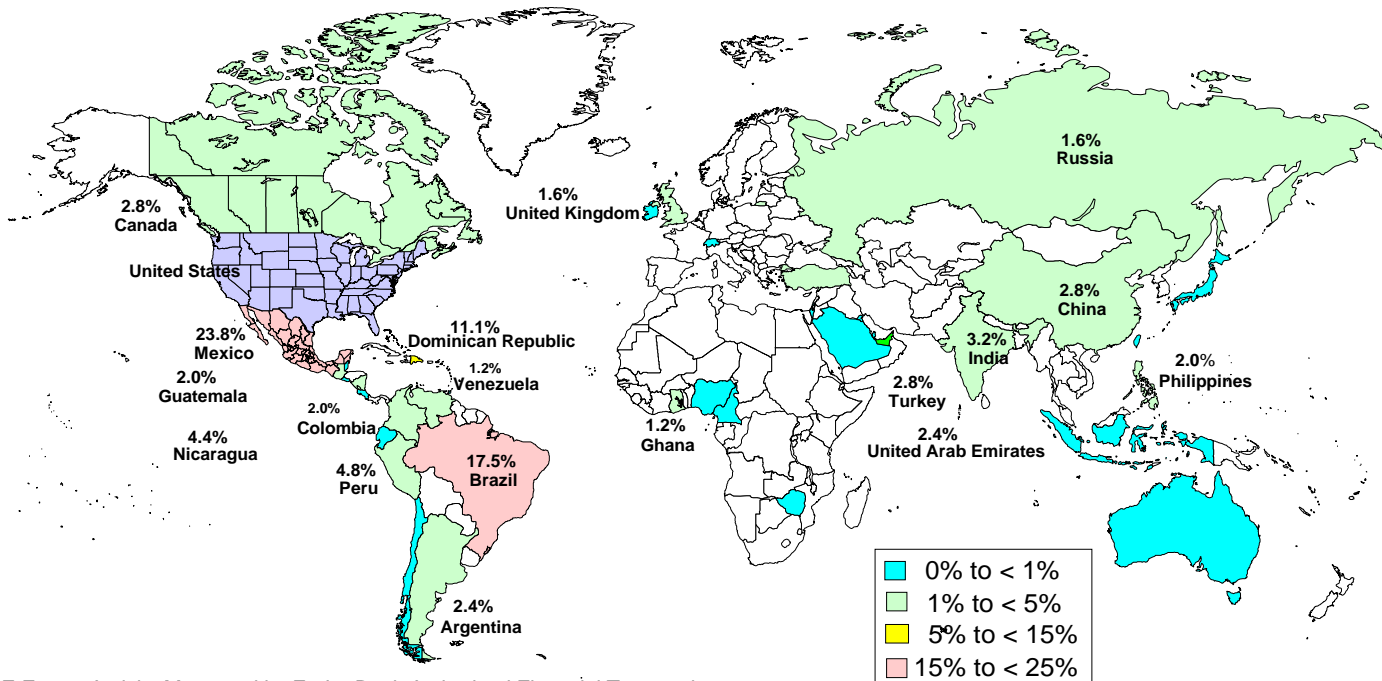 1.6%
Russia
1.6%
United Kingdom
2.8%
Canada
United States
2.8%
China
23.8%
Mexico
11.1%
Dominican Republic
3.2%
India
2.0%
Guatemala
1.2%
Venezuela
2.0%
Philippines
2.8%
Turkey
2.0%
Colombia
1.2%
Ghana
4.4%
Nicaragua
2.4%
United Arab Emirates
4.8%
Peru
17.5%
Brazil
2.4%
Argentina
0% to < 1%
1% to < 5%
5% to < 15%
15% to < 25%